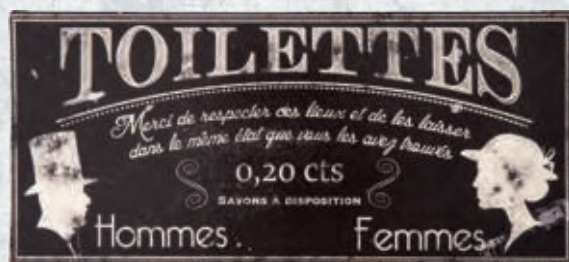 TOILETTES
Merci de respecter ces lieux et de les laisser
dans le même état que vous les avez trouvés
0,20 cts
SAVONS À DISPOSITION
Hommes..
Femmes